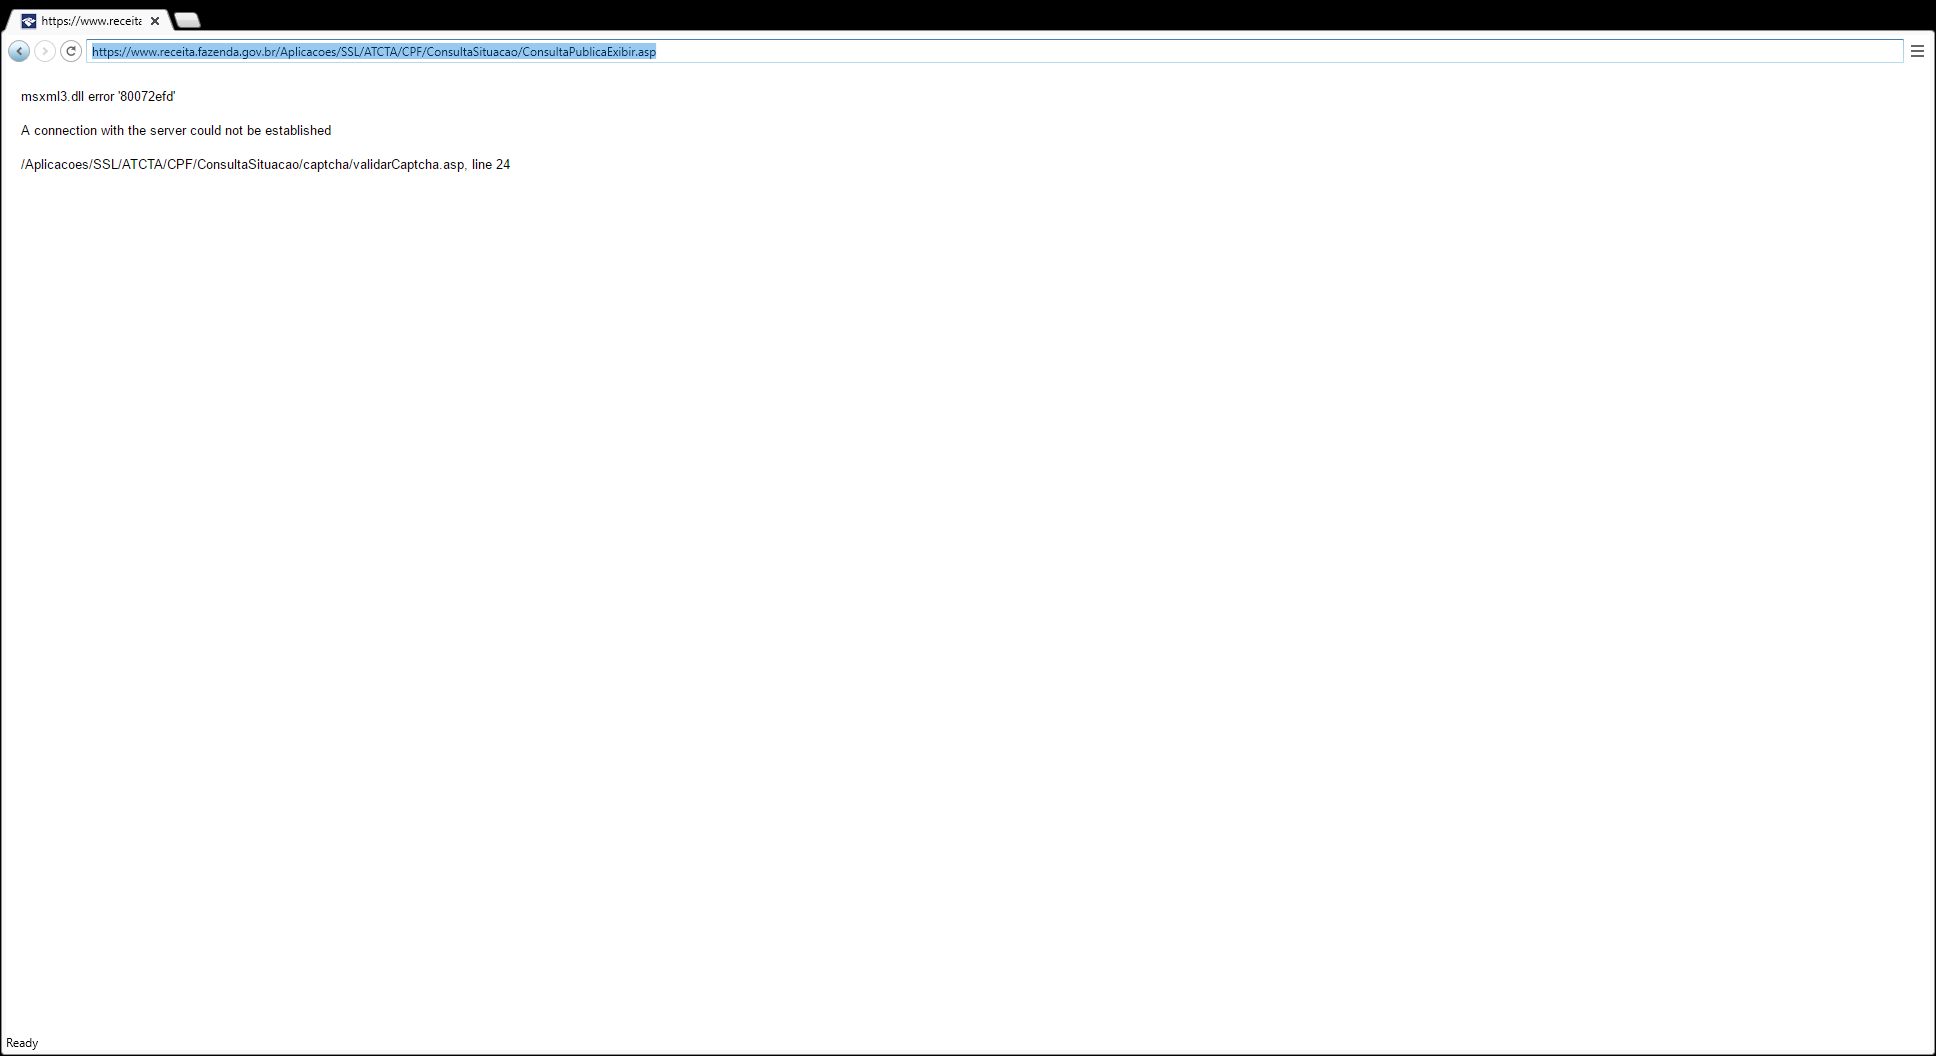 https://www.receita
https://www.receita.fazenda.gov.br/Aplicacoes/SSL/ATCTA/CPF/ConsultaSituacao/ConsultaPublicaExibir.asp
msxml3.dll error '80072efd'
A connection with the server could not be established
/Aplicacoes/SSL/ATCTA/CPF/ConsultaSituacao/captcha/validarCaptcha.asp, line 24
Ready